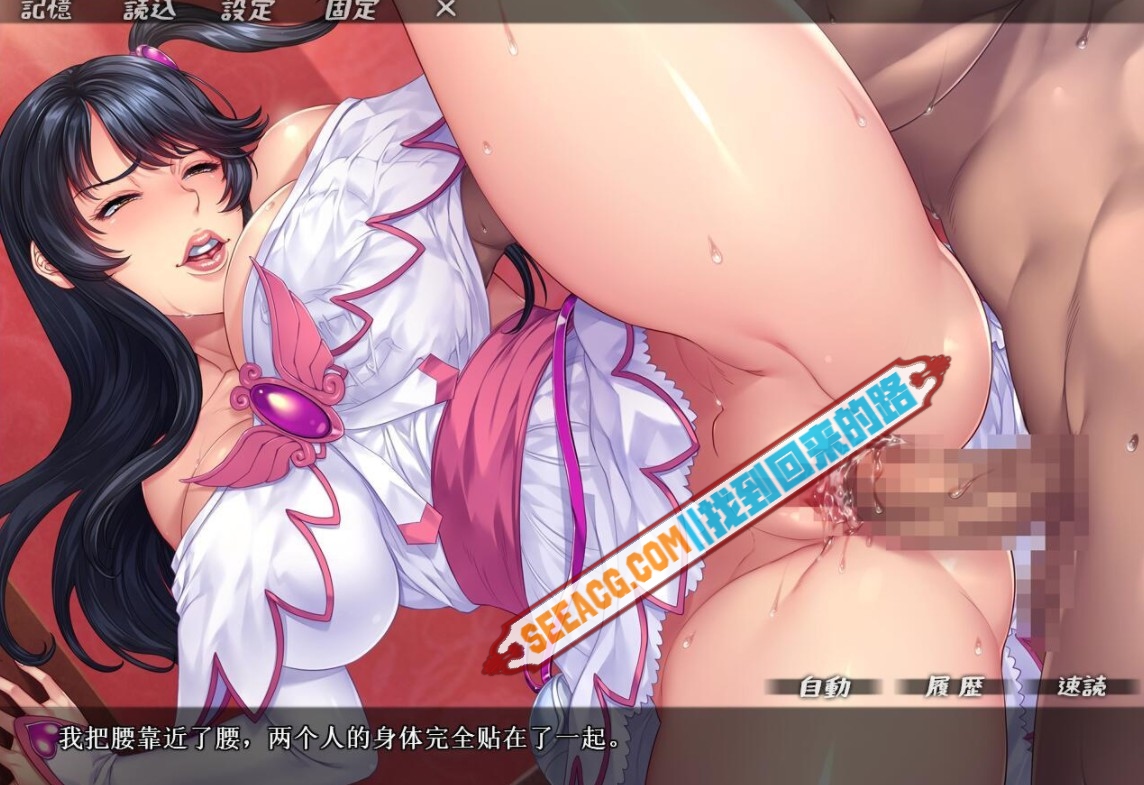 記憶 読込 設定 固定 ×
SEEACG.COM||找到回来的路
自動 履歴 速読
我把腰靠近了腰，两个人的身体完全贴在了一起。